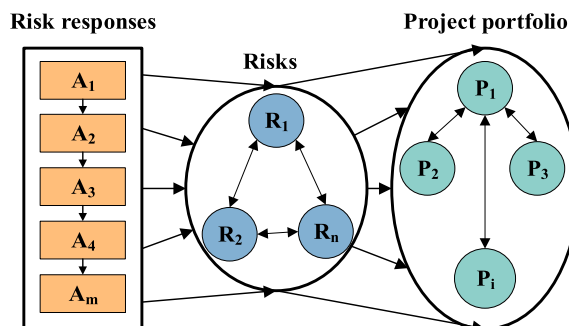 Risk responses
Project portfolio
Risks
A₁
A₂
A₃
A₄
Aₘ
R₁
R₂
Rₙ
P₁
P₂
P₃
Pᵢ